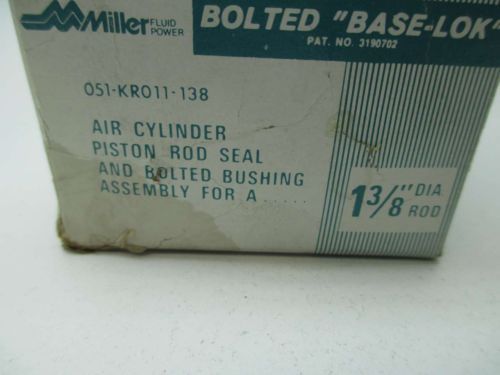 Miller FLUID POWER
BOLTED "BASE-LOK"
PAT. NO. 3190702
051-KR011-138
AIR CYLINDER
PISTON ROD SEAL
AND BOLTED BUSHING
ASSEMBLY FOR A .....
1 3/8" DIA. ROD